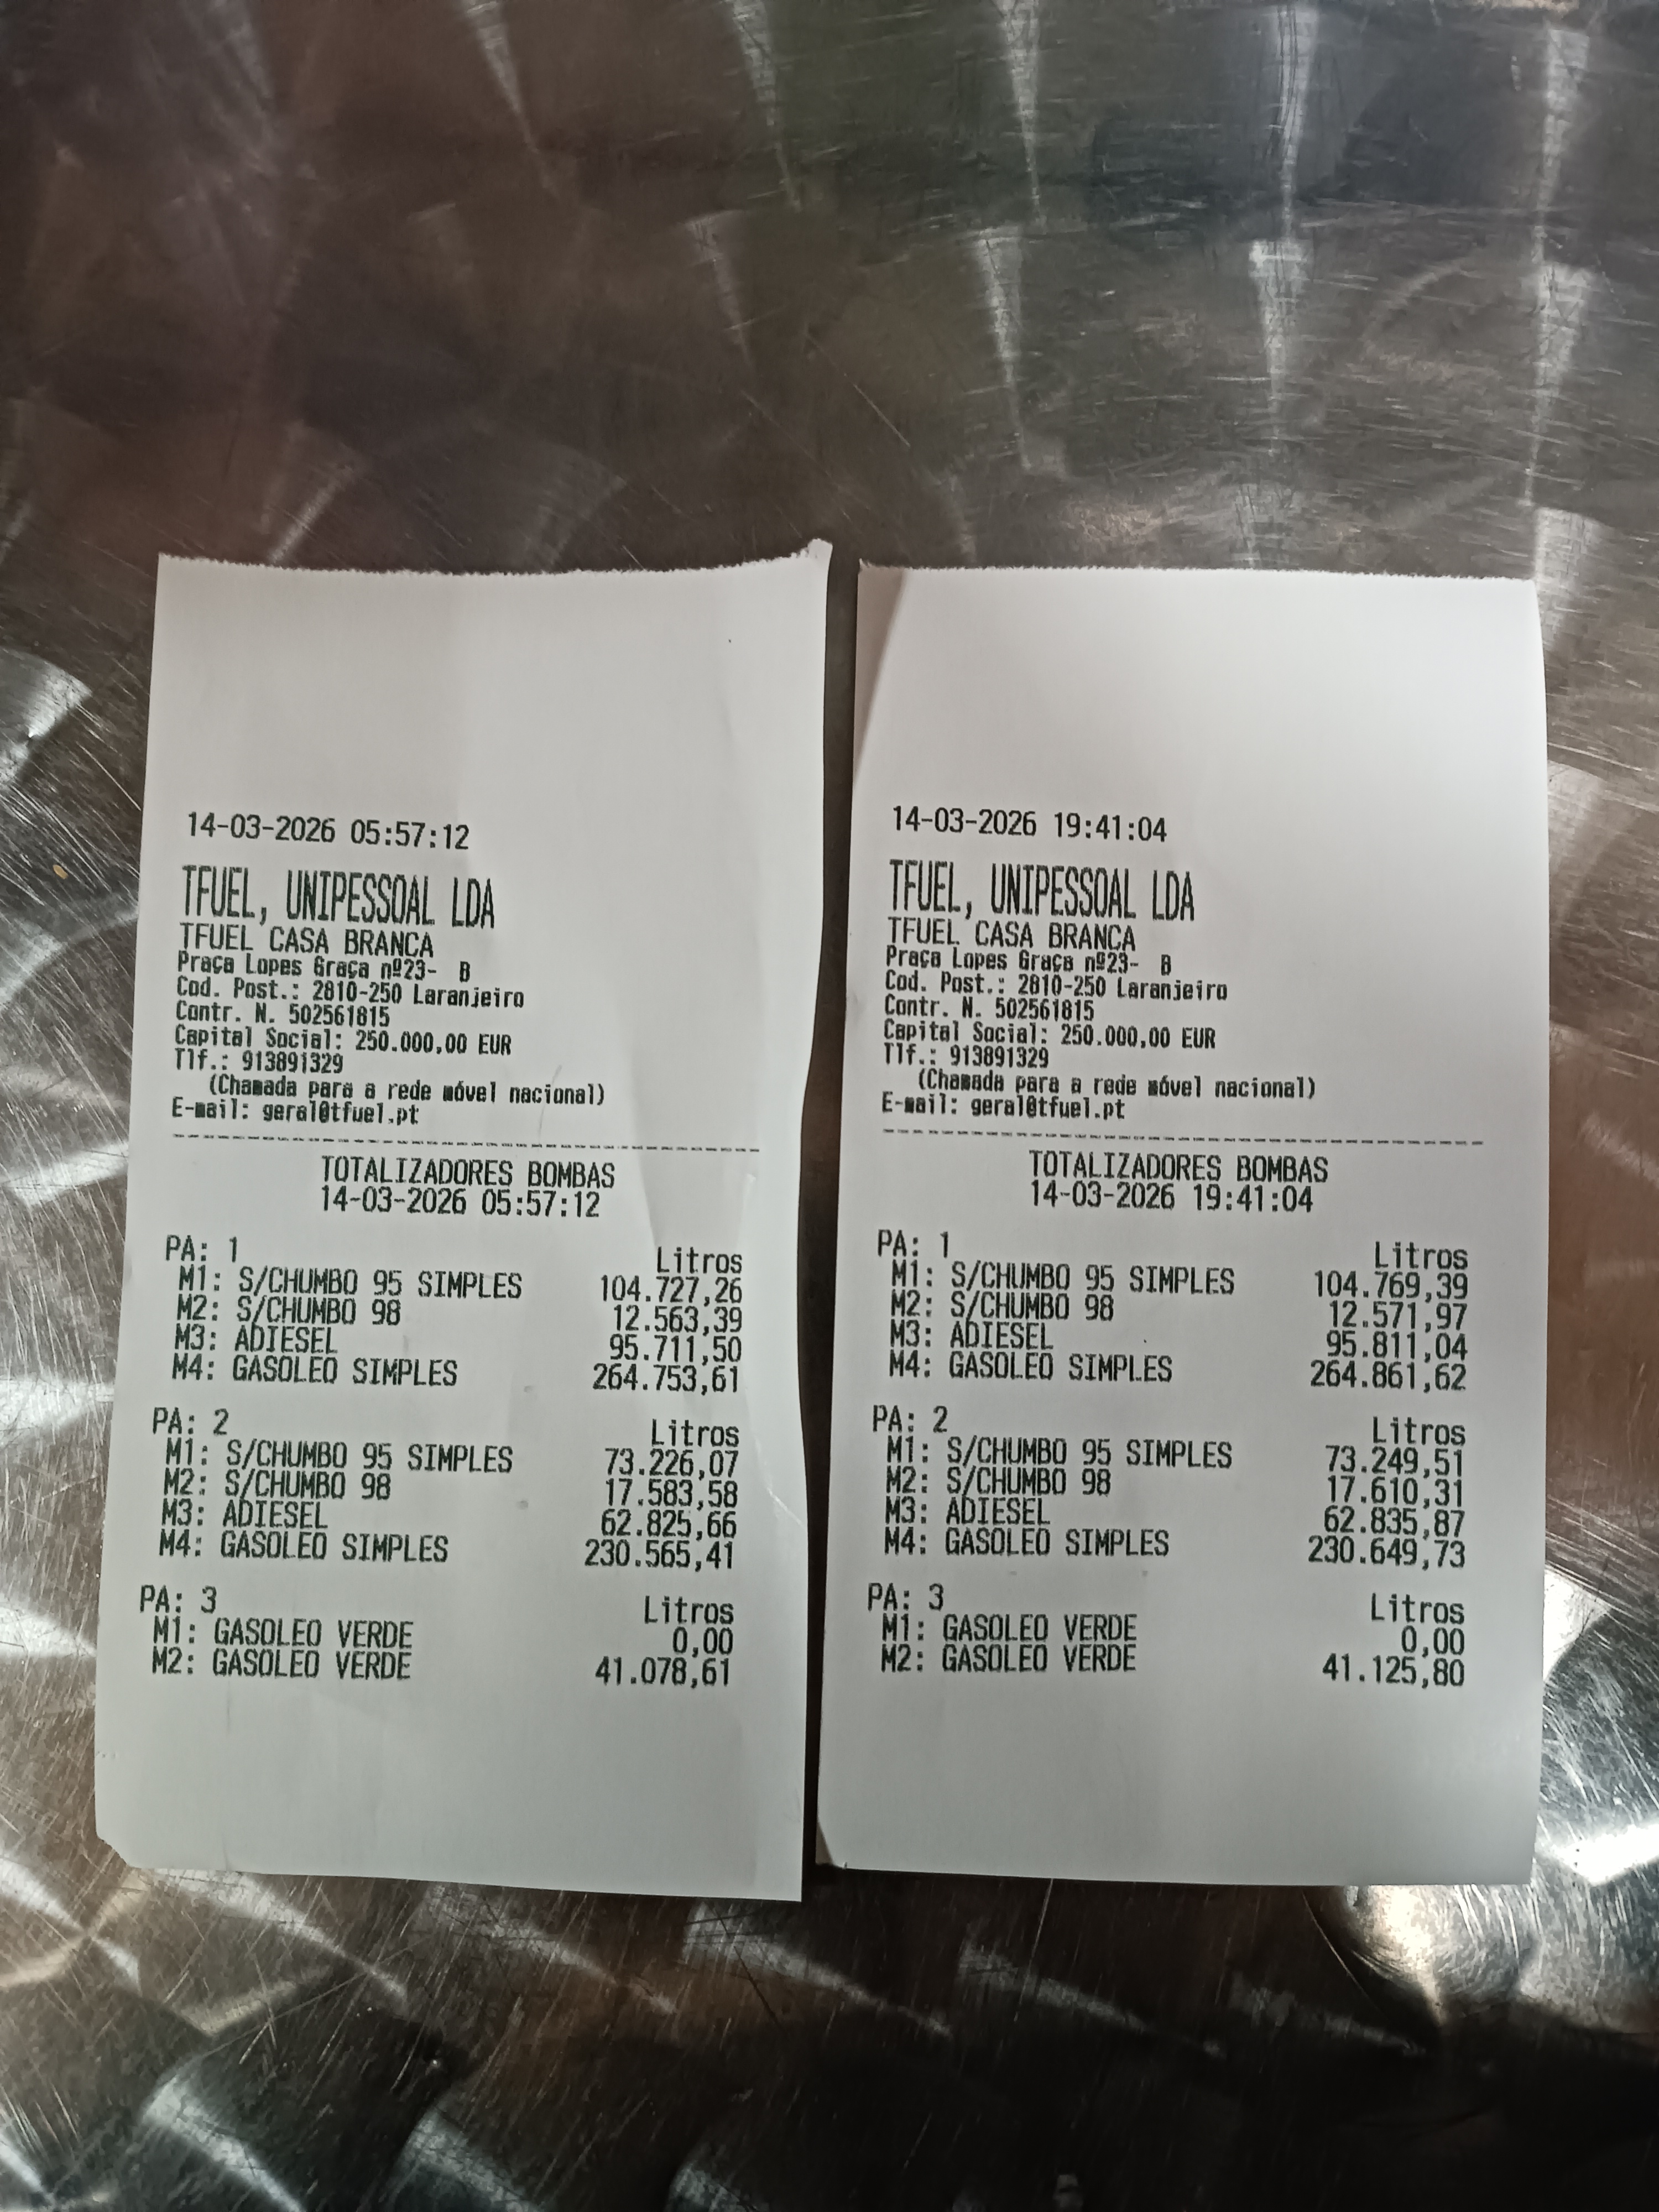 14-03-2026 05:57:12
TFUEL, UNIPESSOAL LDA
TFUEL CASA BRANCA
Praça Lopes Graça nº23-  B
Cod. Post.: 2810-250 Laranjeiro
Contr. N. 502561815
Capital Social: 250.000,00 EUR
Tlf.: 913891329
(Chamada para a rede móvel nacional)
E-mail: geral@tfuel.pt
TOTALIZADORES BOMBAS
14-03-2026 05:57:12
PA: 1 Litros
M1: S/CHUMBO 95 SIMPLES 104.727,26
M2: S/CHUMBO 98 12.563,39
M3: ADIESEL 95.711,50
M4: GASOLEO SIMPLES 264.753,61
PA: 2 Litros
M1: S/CHUMBO 95 SIMPLES 73.226,07
M2: S/CHUMBO 98 17.583,58
M3: ADIESEL 62.825,66
M4: GASOLEO SIMPLES 230.565,41
PA: 3 Litros
M1: GASOLEO VERDE 0,00
M2: GASOLEO VERDE 41.078,61
14-03-2026 19:41:04
TFUEL, UNIPESSOAL LDA
TFUEL CASA BRANCA
Praça Lopes Graça nº23-  B
Cod. Post.: 2810-250 Laranjeiro
Contr. N. 502561815
Capital Social: 250.000,00 EUR
Tlf.: 913891329
(Chamada para a rede móvel nacional)
E-mail: geral@tfuel.pt
TOTALIZADORES BOMBAS
14-03-2026 19:41:04
PA: 1 Litros
M1: S/CHUMBO 95 SIMPLES 104.769,39
M2: S/CHUMBO 98 12.571,97
M3: ADIESEL 95.811,04
M4: GASOLEO SIMPLES 264.861,62
PA: 2 Litros
M1: S/CHUMBO 95 SIMPLES 73.249,51
M2: S/CHUMBO 98 17.610,31
M3: ADIESEL 62.835,87
M4: GASOLEO SIMPLES 230.649,73
PA: 3 Litros
M1: GASOLEO VERDE 0,00
M2: GASOLEO VERDE 41.125,80